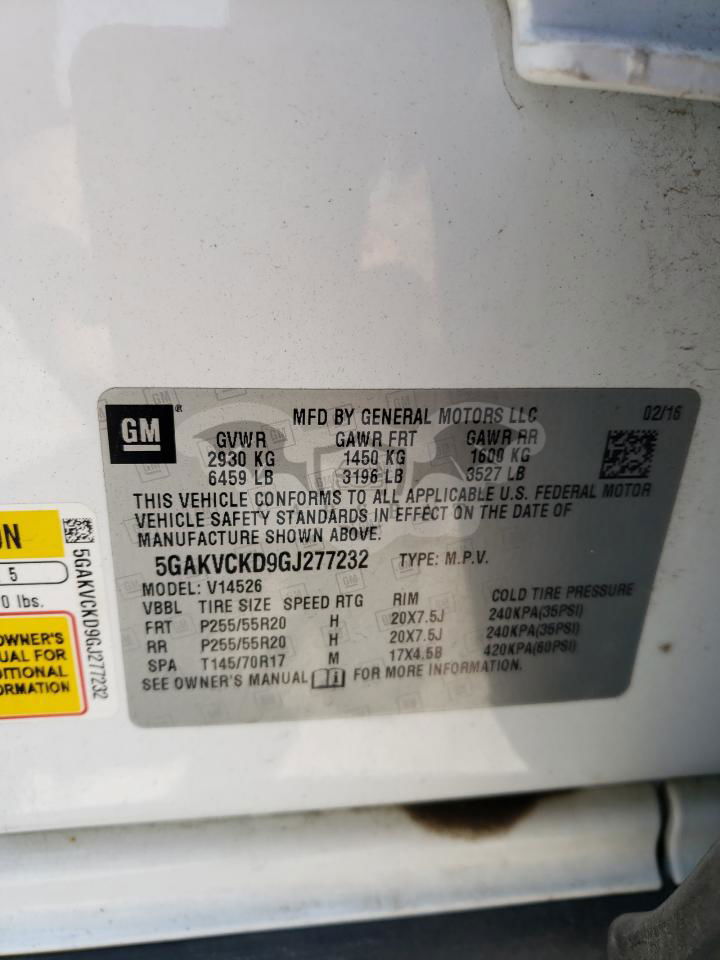 GM
MFD BY GENERAL MOTORS LLC 02/16
GVWR GAWR FRT GAWR RR
2930 KG 1450 KG 1600 KG
6459 LB 3196 LB 3527 LB
THIS VEHICLE CONFORMS TO ALL APPLICABLE U.S. FEDERAL MOTOR
VEHICLE SAFETY STANDARDS IN EFFECT ON THE DATE OF
MANUFACTURE SHOWN ABOVE.
5GAKVCKD9GJ277232 TYPE: M.P.V.
MODEL: V14526
VBBL TIRE SIZE SPEED RTG RIM COLD TIRE PRESSURE
FRT P255/55R20 H 20X7.5J 240KPA(35PSI)
RR P255/55R20 H 20X7.5J 240KPA(35PSI)
SPA T145/70R17 M 17X4.5B 420KPA(60PSI)
SEE OWNER'S MANUAL FOR MORE INFORMATION.
5
lbs.
OWNER'S
FOR
5GAKVCKD9GJ277232